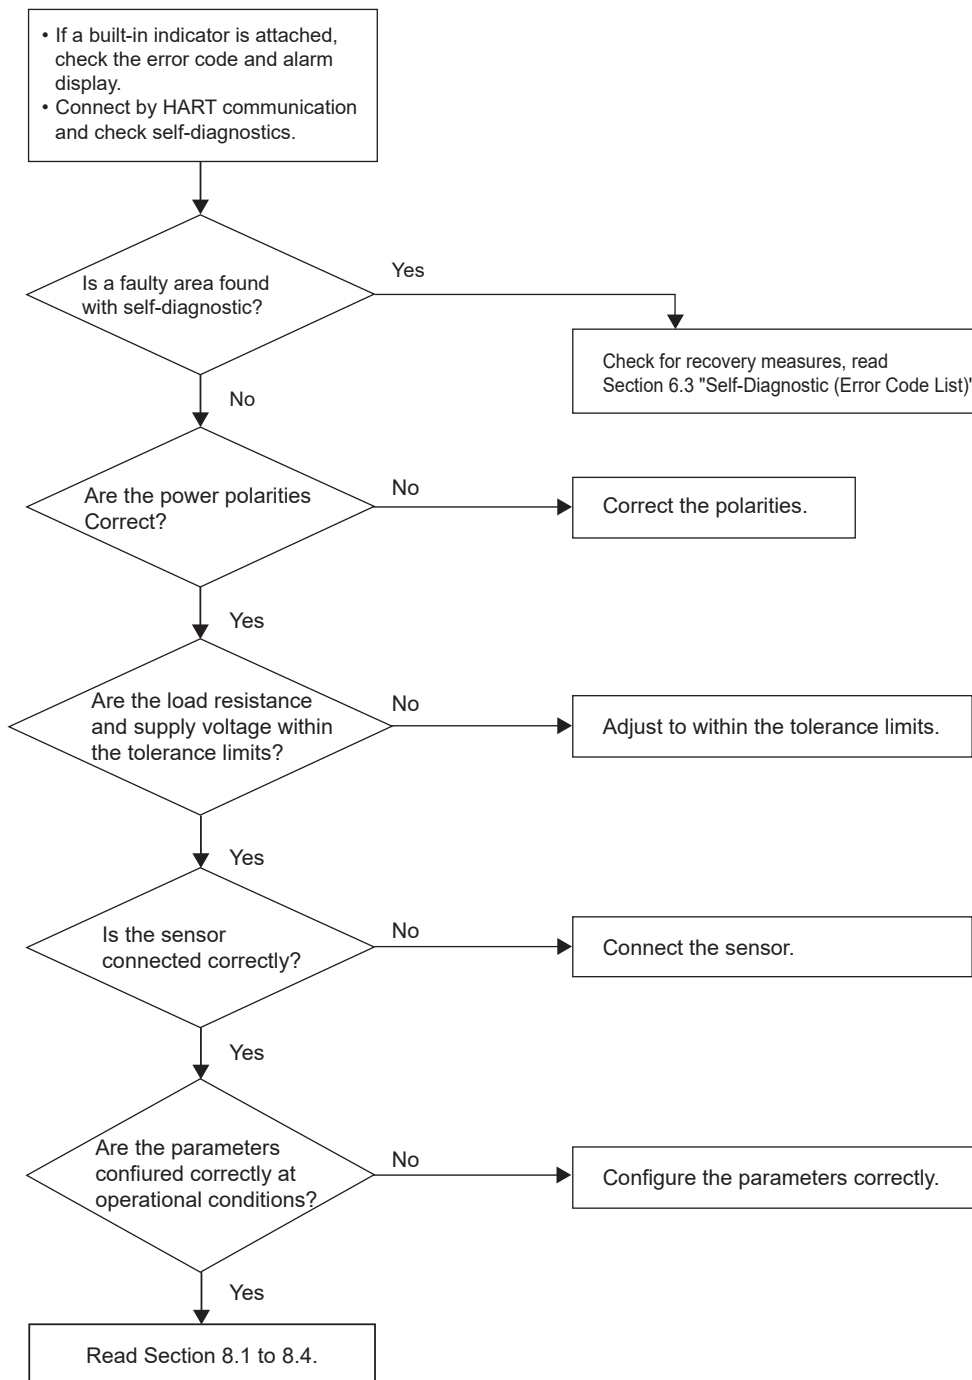 • If a built-in indicator is attached,
check the error code and alarm
display.
• Connect by HART communication
and check self-diagnostics.
Is a faulty area found
with self-diagnostic?
Yes
Check for recovery measures, read
Section 6.3 "Self-Diagnostic (Error Code List)"
No
Are the power polarities
Correct?
No
Correct the polarities.
Yes
Are the load resistance
and supply voltage within
the tolerance limits?
No
Adjust to within the tolerance limits.
Yes
Is the sensor
connected correctly?
No
Connect the sensor.
Yes
Are the parameters
confiured correctly at
operational conditions?
No
Configure the parameters correctly.
Yes
Read Section 8.1 to 8.4.